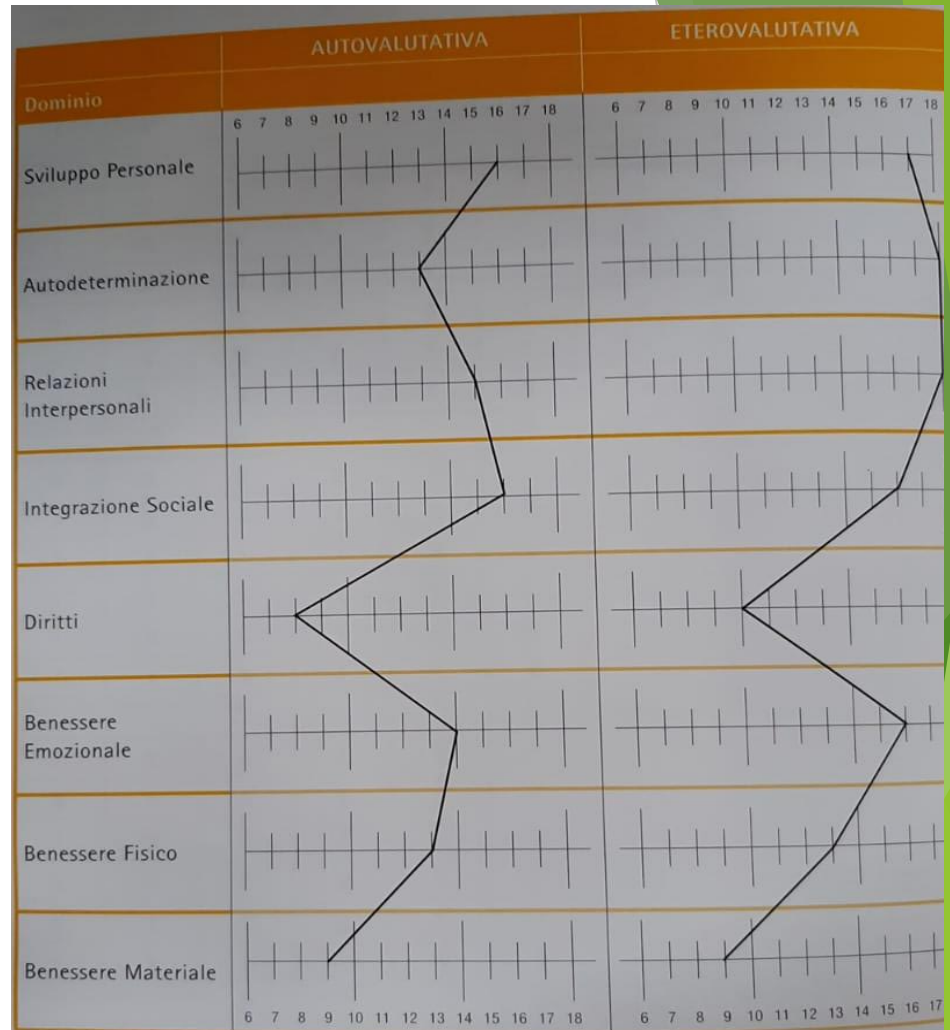 AUTOVALUTATIVA
ETEROVALUTATIVA
Dominio
6 7 8 9 10 11 12 13 14 15 16 17 18
6 7 8 9 10 11 12 13 14 15 16 17 18
Sviluppo Personale
Autodeterminazione
Relazioni
Interpersonali
Integrazione Sociale
Diritti
Benessere
Emozionale
Benessere Fisico
Benessere Materiale
6 7 8 9 10 11 12 13 14 15 16 17 18
6 7 8 9 10 11 12 13 14 15 16 17